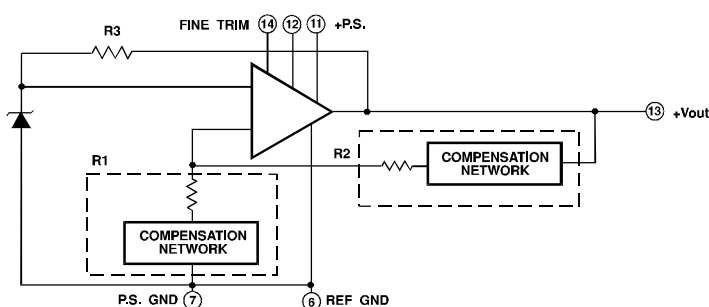 FINE TRIM 14 12 11 +P.S.
R3
13 +Vout
R2
COMPENSATION
NETWORK
R1
COMPENSATION
NETWORK
P.S. GND 7
6 REF GND